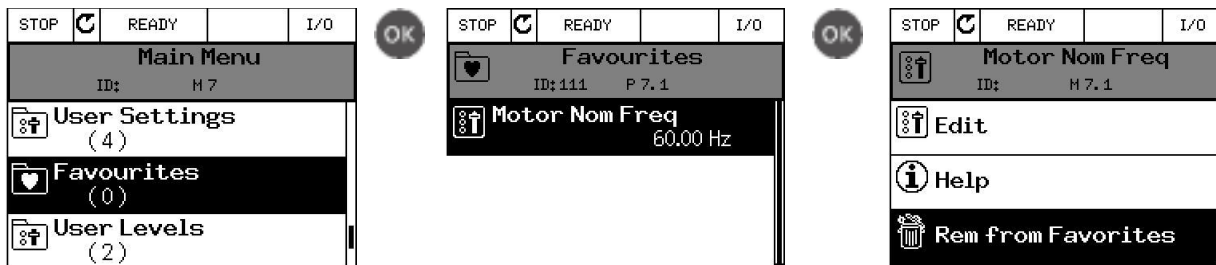 STOP READY I/O
Main Menu
ID: M 7
User Settings
(4)
Favourites
(0)
User Levels
(2)
OK
STOP READY I/O
Favourites
ID:111 P 7.1
Motor Nom Freq
60.00 Hz
OK
STOP READY I/O
Motor Nom Freq
ID: M 7.1
Edit
Help
Rem from Favorites